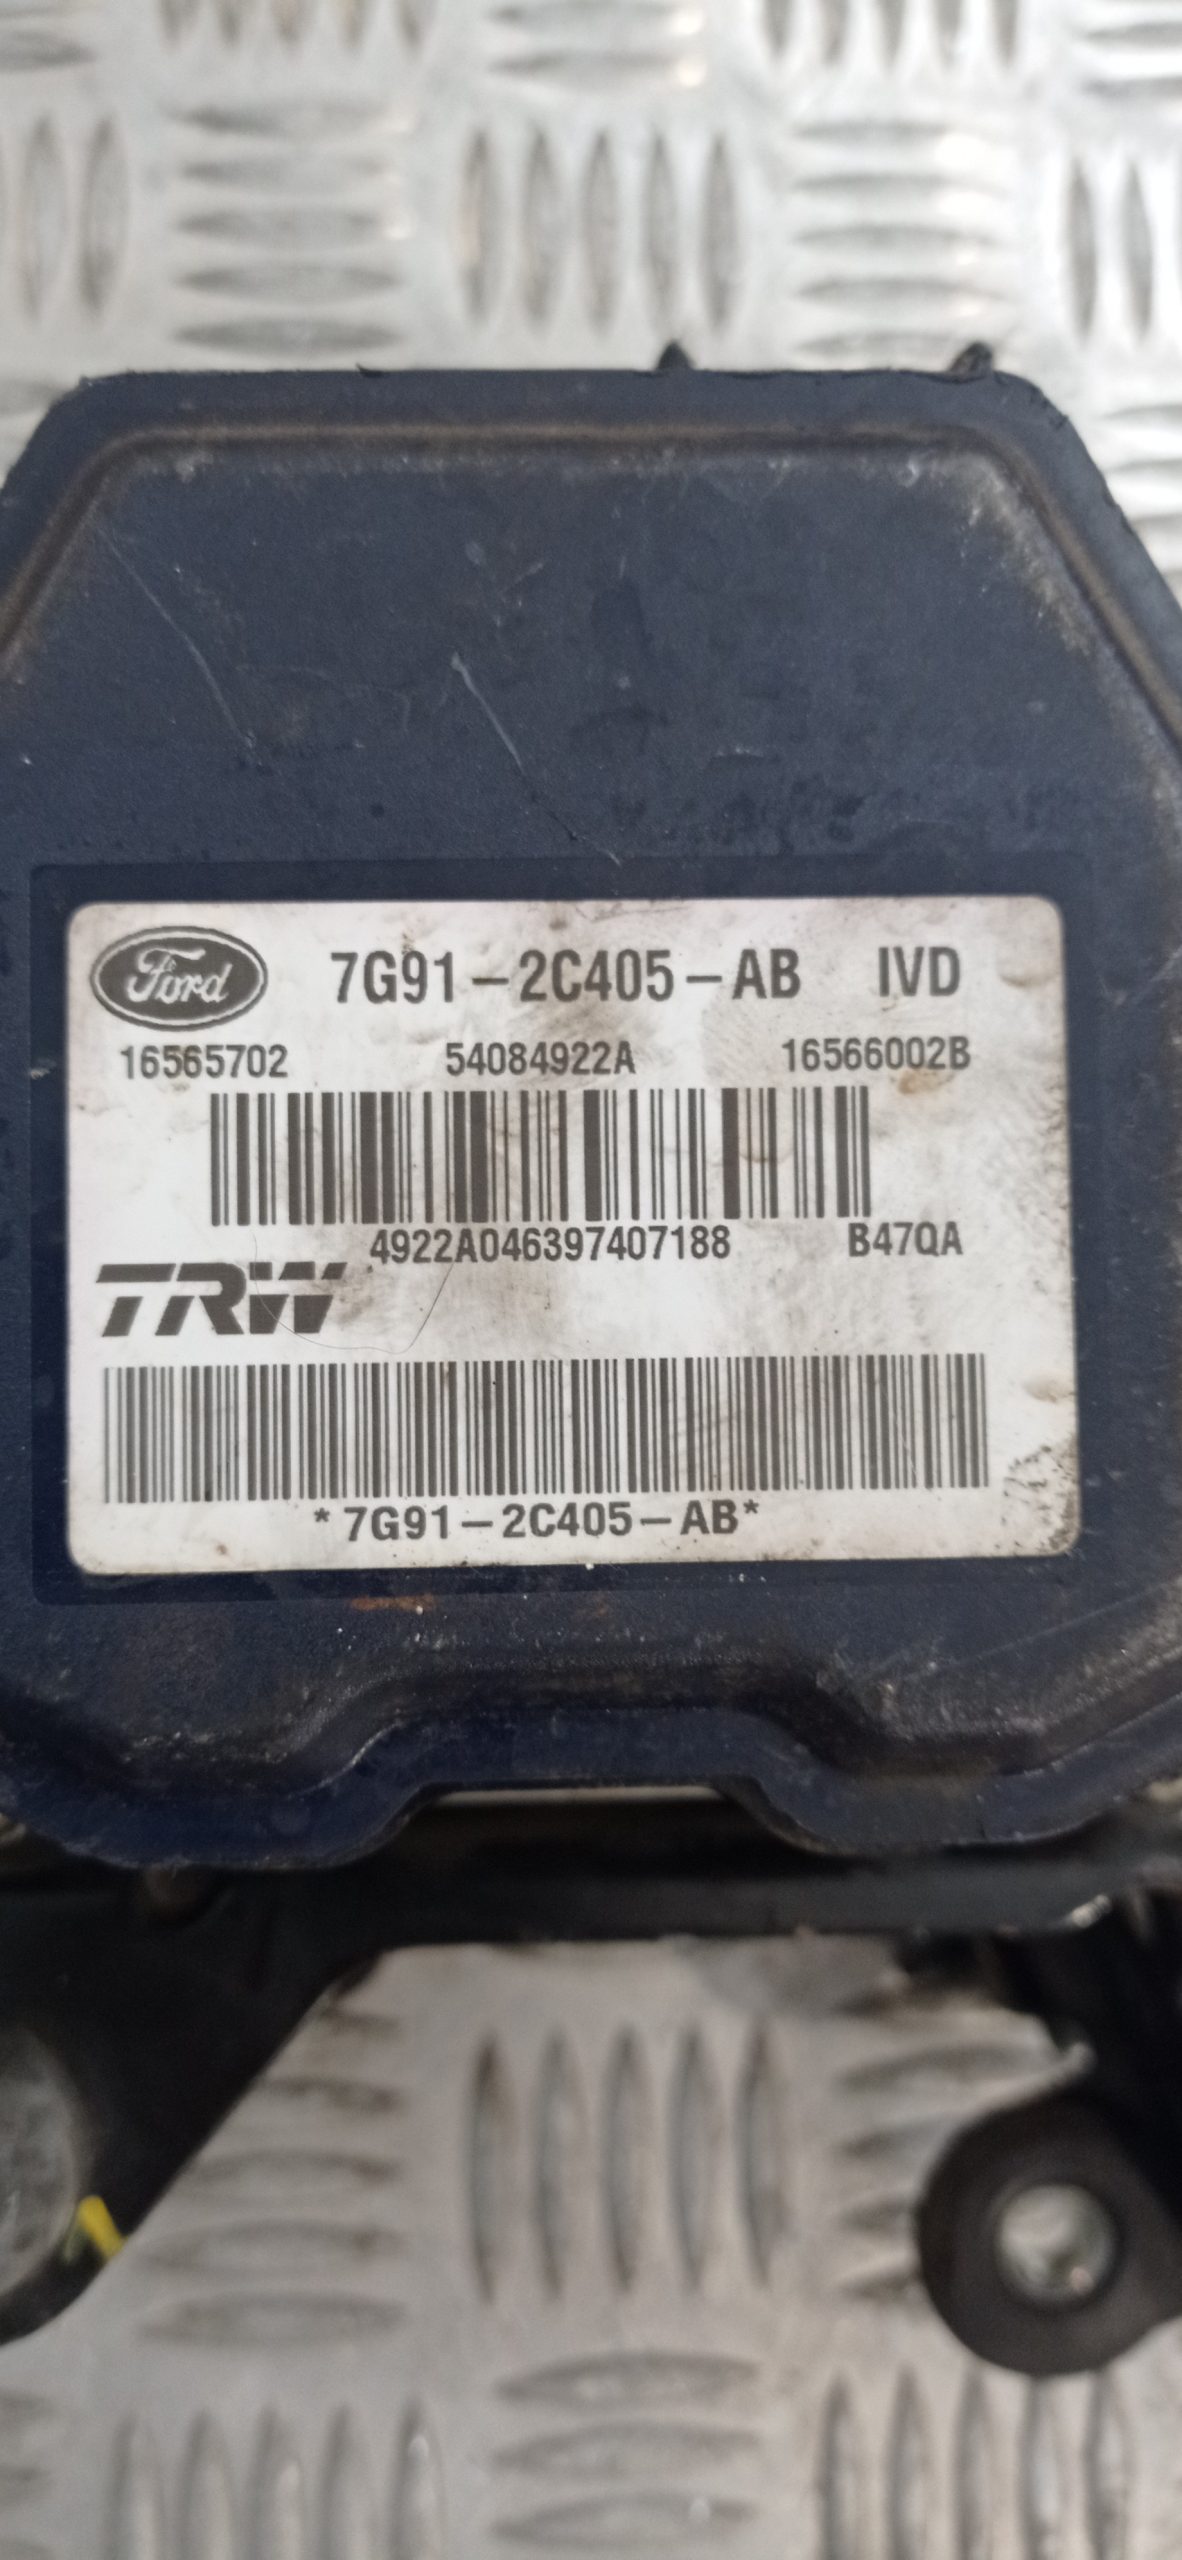 Ford 7G91-2C405-AB IVD
16565702 54084922A 16566002B
4922A046397407188 B47QA
TRW
*7G91-2C405-AB*